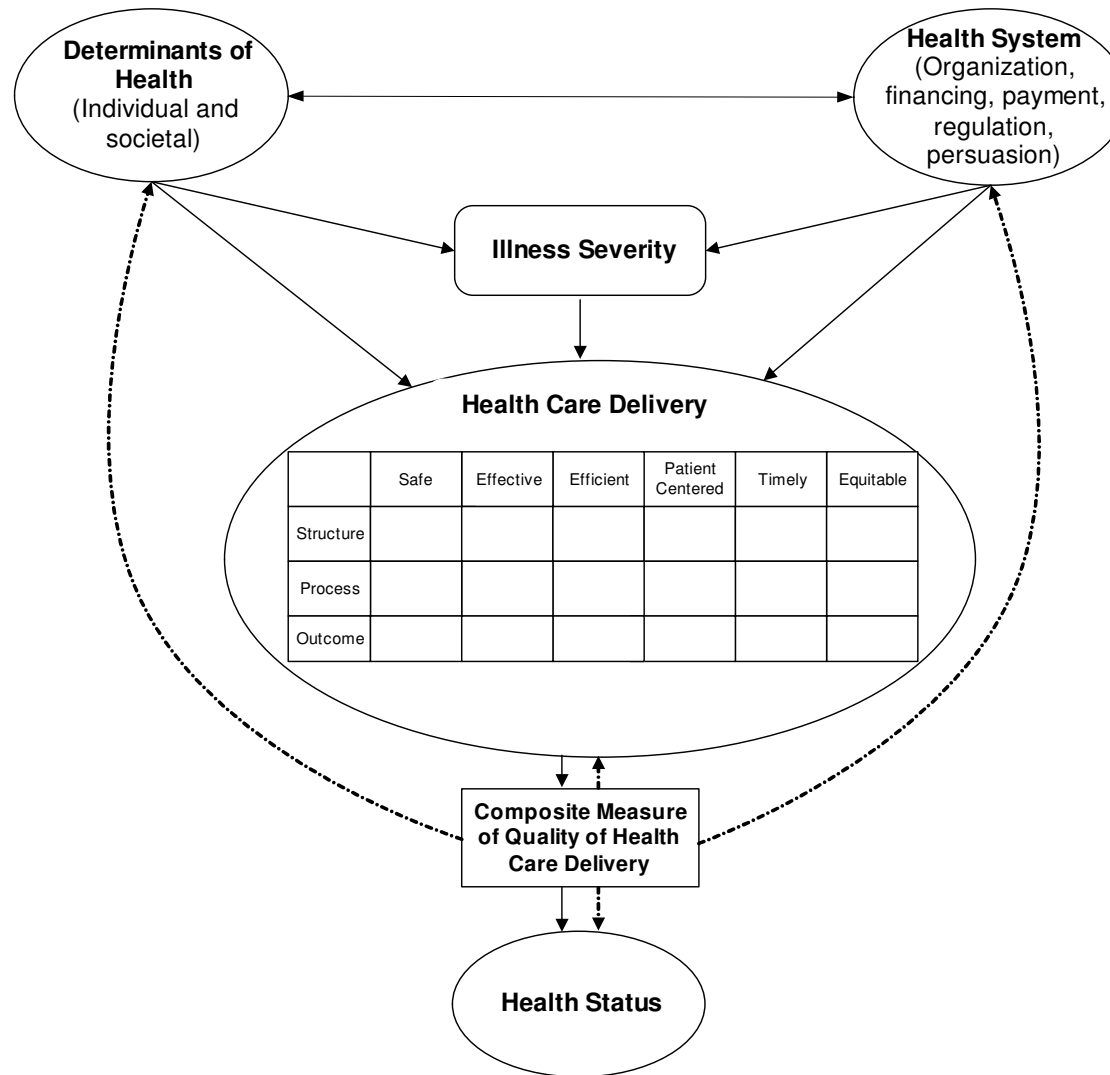 Determinants of
Health
(Individual and
societal)
Health System
(Organization,
financing, payment,
regulation,
persuasion)
Illness Severity
Health Care Delivery
Safe Effective Efficient Patient Centered Timely Equitable
Structure
Process
Outcome
Composite Measure
of Quality of Health
Care Delivery
Health Status